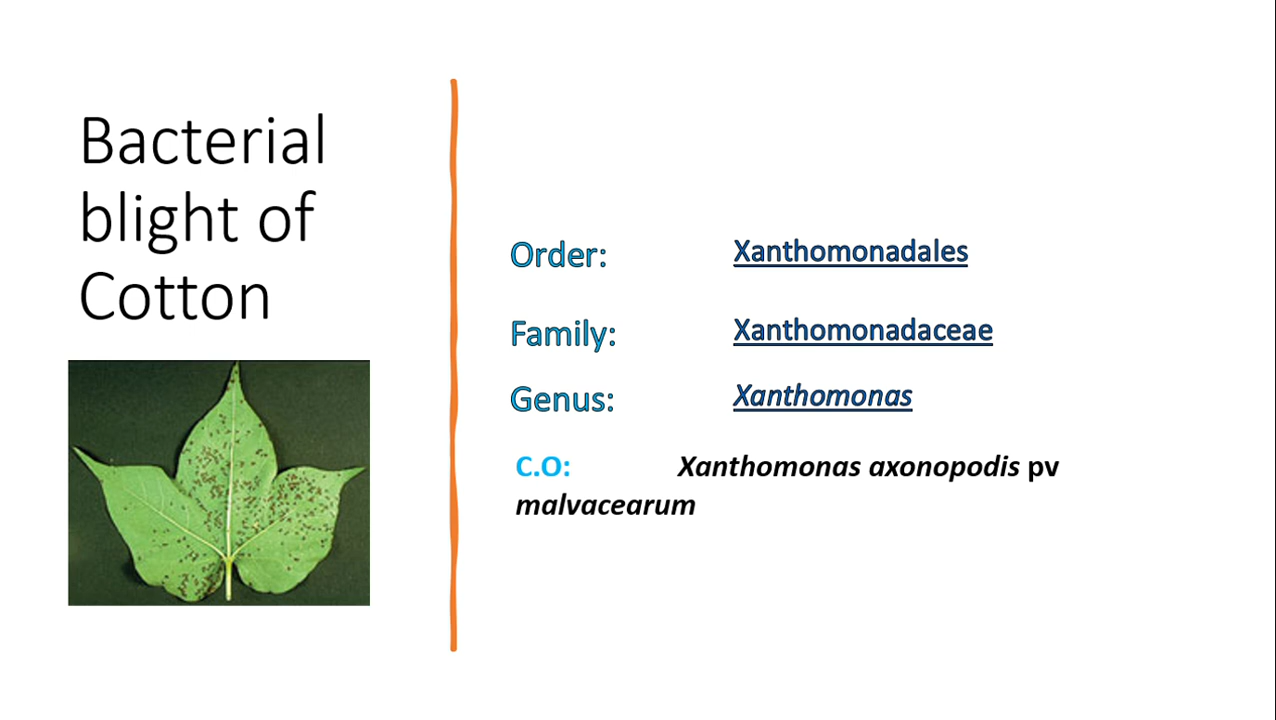 Bacterial
blight of
Cotton
Order: Xanthomonadales
Family: Xanthomonadaceae
Genus: Xanthomonas
C.O: Xanthomonas axonopodis pv
malvacearum